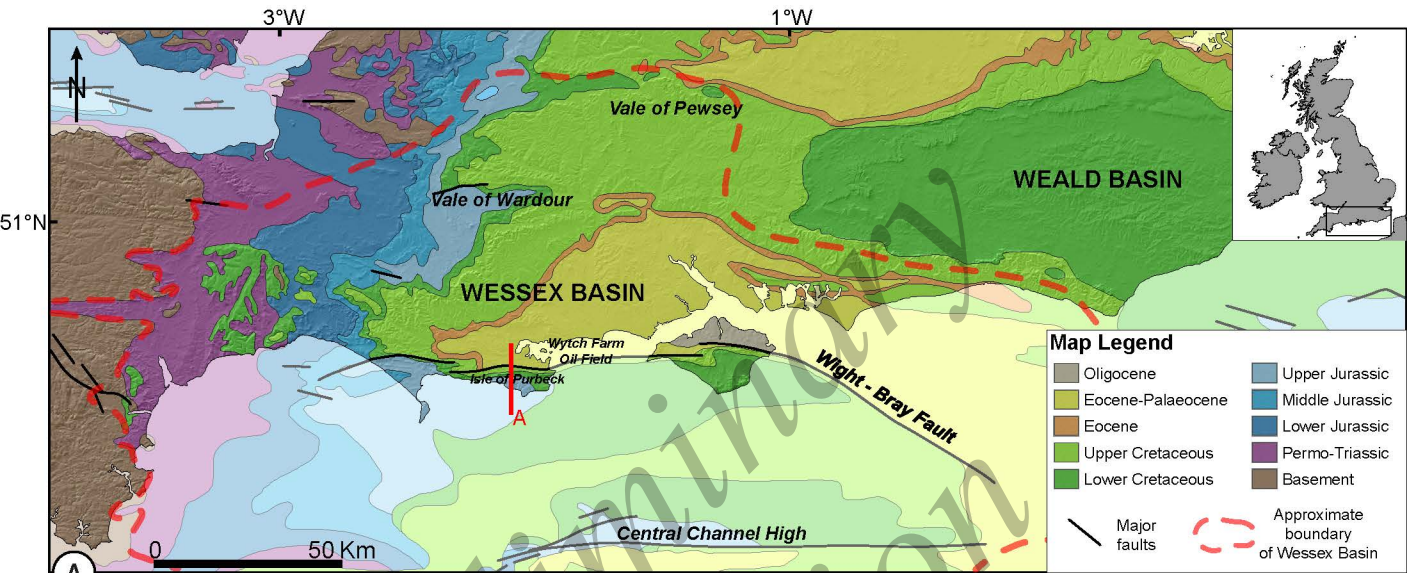 3°W
1°W
N
Vale of Pewsey
WEALD BASIN
Vale of Wardour
51°N
WESSEX BASIN
Wytch Farm
Oil Field
Isle of Purbeck
A
Wight - Bray Fault
Central Channel High
0 50 Km
A
Map Legend
Oligocene
Eocene-Palaeocene
Eocene
Upper Cretaceous
Lower Cretaceous
Upper Jurassic
Middle Jurassic
Lower Jurassic
Permo-Triassic
Basement
Major
faults
Approximate
boundary
of Wessex Basin